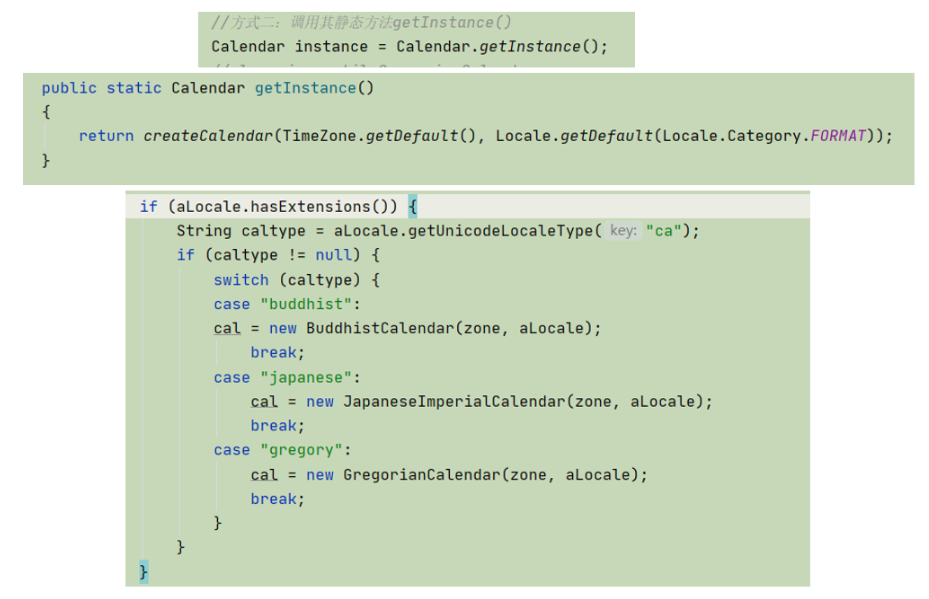 //方式二：调用其静态方法getInstance()
Calendar instance = Calendar.getInstance();
public static Calendar getInstance()
{
    return createCalendar(TimeZone.getDefault(), Locale.getDefault(Locale.Category.FORMAT));
}
if (aLocale.hasExtensions()) {
    String caltype = aLocale.getUnicodeLocaleType( key: "ca");
    if (caltype != null) {
        switch (caltype) {
        case "buddhist":
        cal = new BuddhistCalendar(zone, aLocale);
            break;
        case "japanese":
            cal = new JapaneseImperialCalendar(zone, aLocale);
            break;
        case "gregory":
            cal = new GregorianCalendar(zone, aLocale);
            break;
        }
    }
}